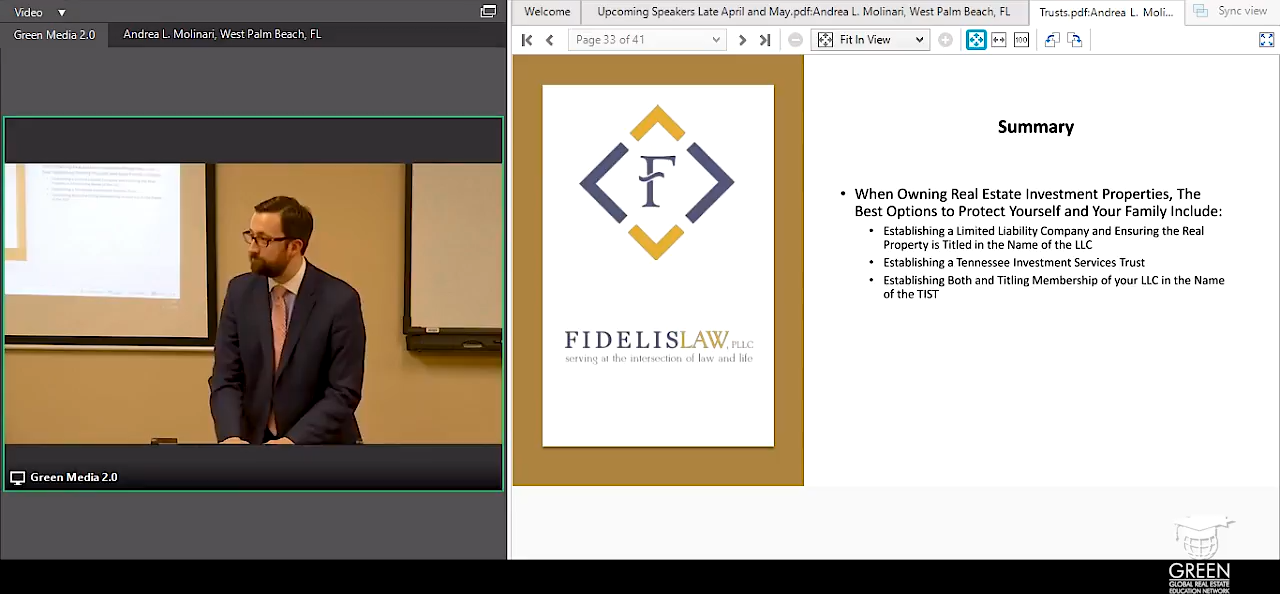 Video
Green Media 2.0
Andrea L. Molinari, West Palm Beach, FL
Green Media 2.0
Welcome
Upcoming Speakers Late April and May.pdf:Andrea L. Molinari, West Palm Beach, FL
Trusts.pdf:Andrea L. Moli...
Sync view
Page 33 of 41
Fit In View
100
F
FIDELISLAW, PLLC
serving at the intersection of law and life
Summary
• When Owning Real Estate Investment Properties, The
Best Options to Protect Yourself and Your Family Include:
• Establishing a Limited Liability Company and Ensuring the Real
Property is Titled in the Name of the LLC
• Establishing a Tennessee Investment Services Trust
• Establishing Both and Titling Membership of your LLC in the Name
of the TIST
GREEN
GLOBAL REAL ESTATE
EDUCATION NETWORK